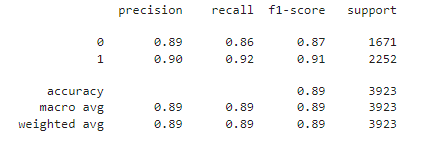 precision recall f1-score support
0 0.89 0.86 0.87 1671
1 0.90 0.92 0.91 2252
accuracy 0.89 3923
macro avg 0.89 0.89 0.89 3923
weighted avg 0.89 0.89 0.89 3923